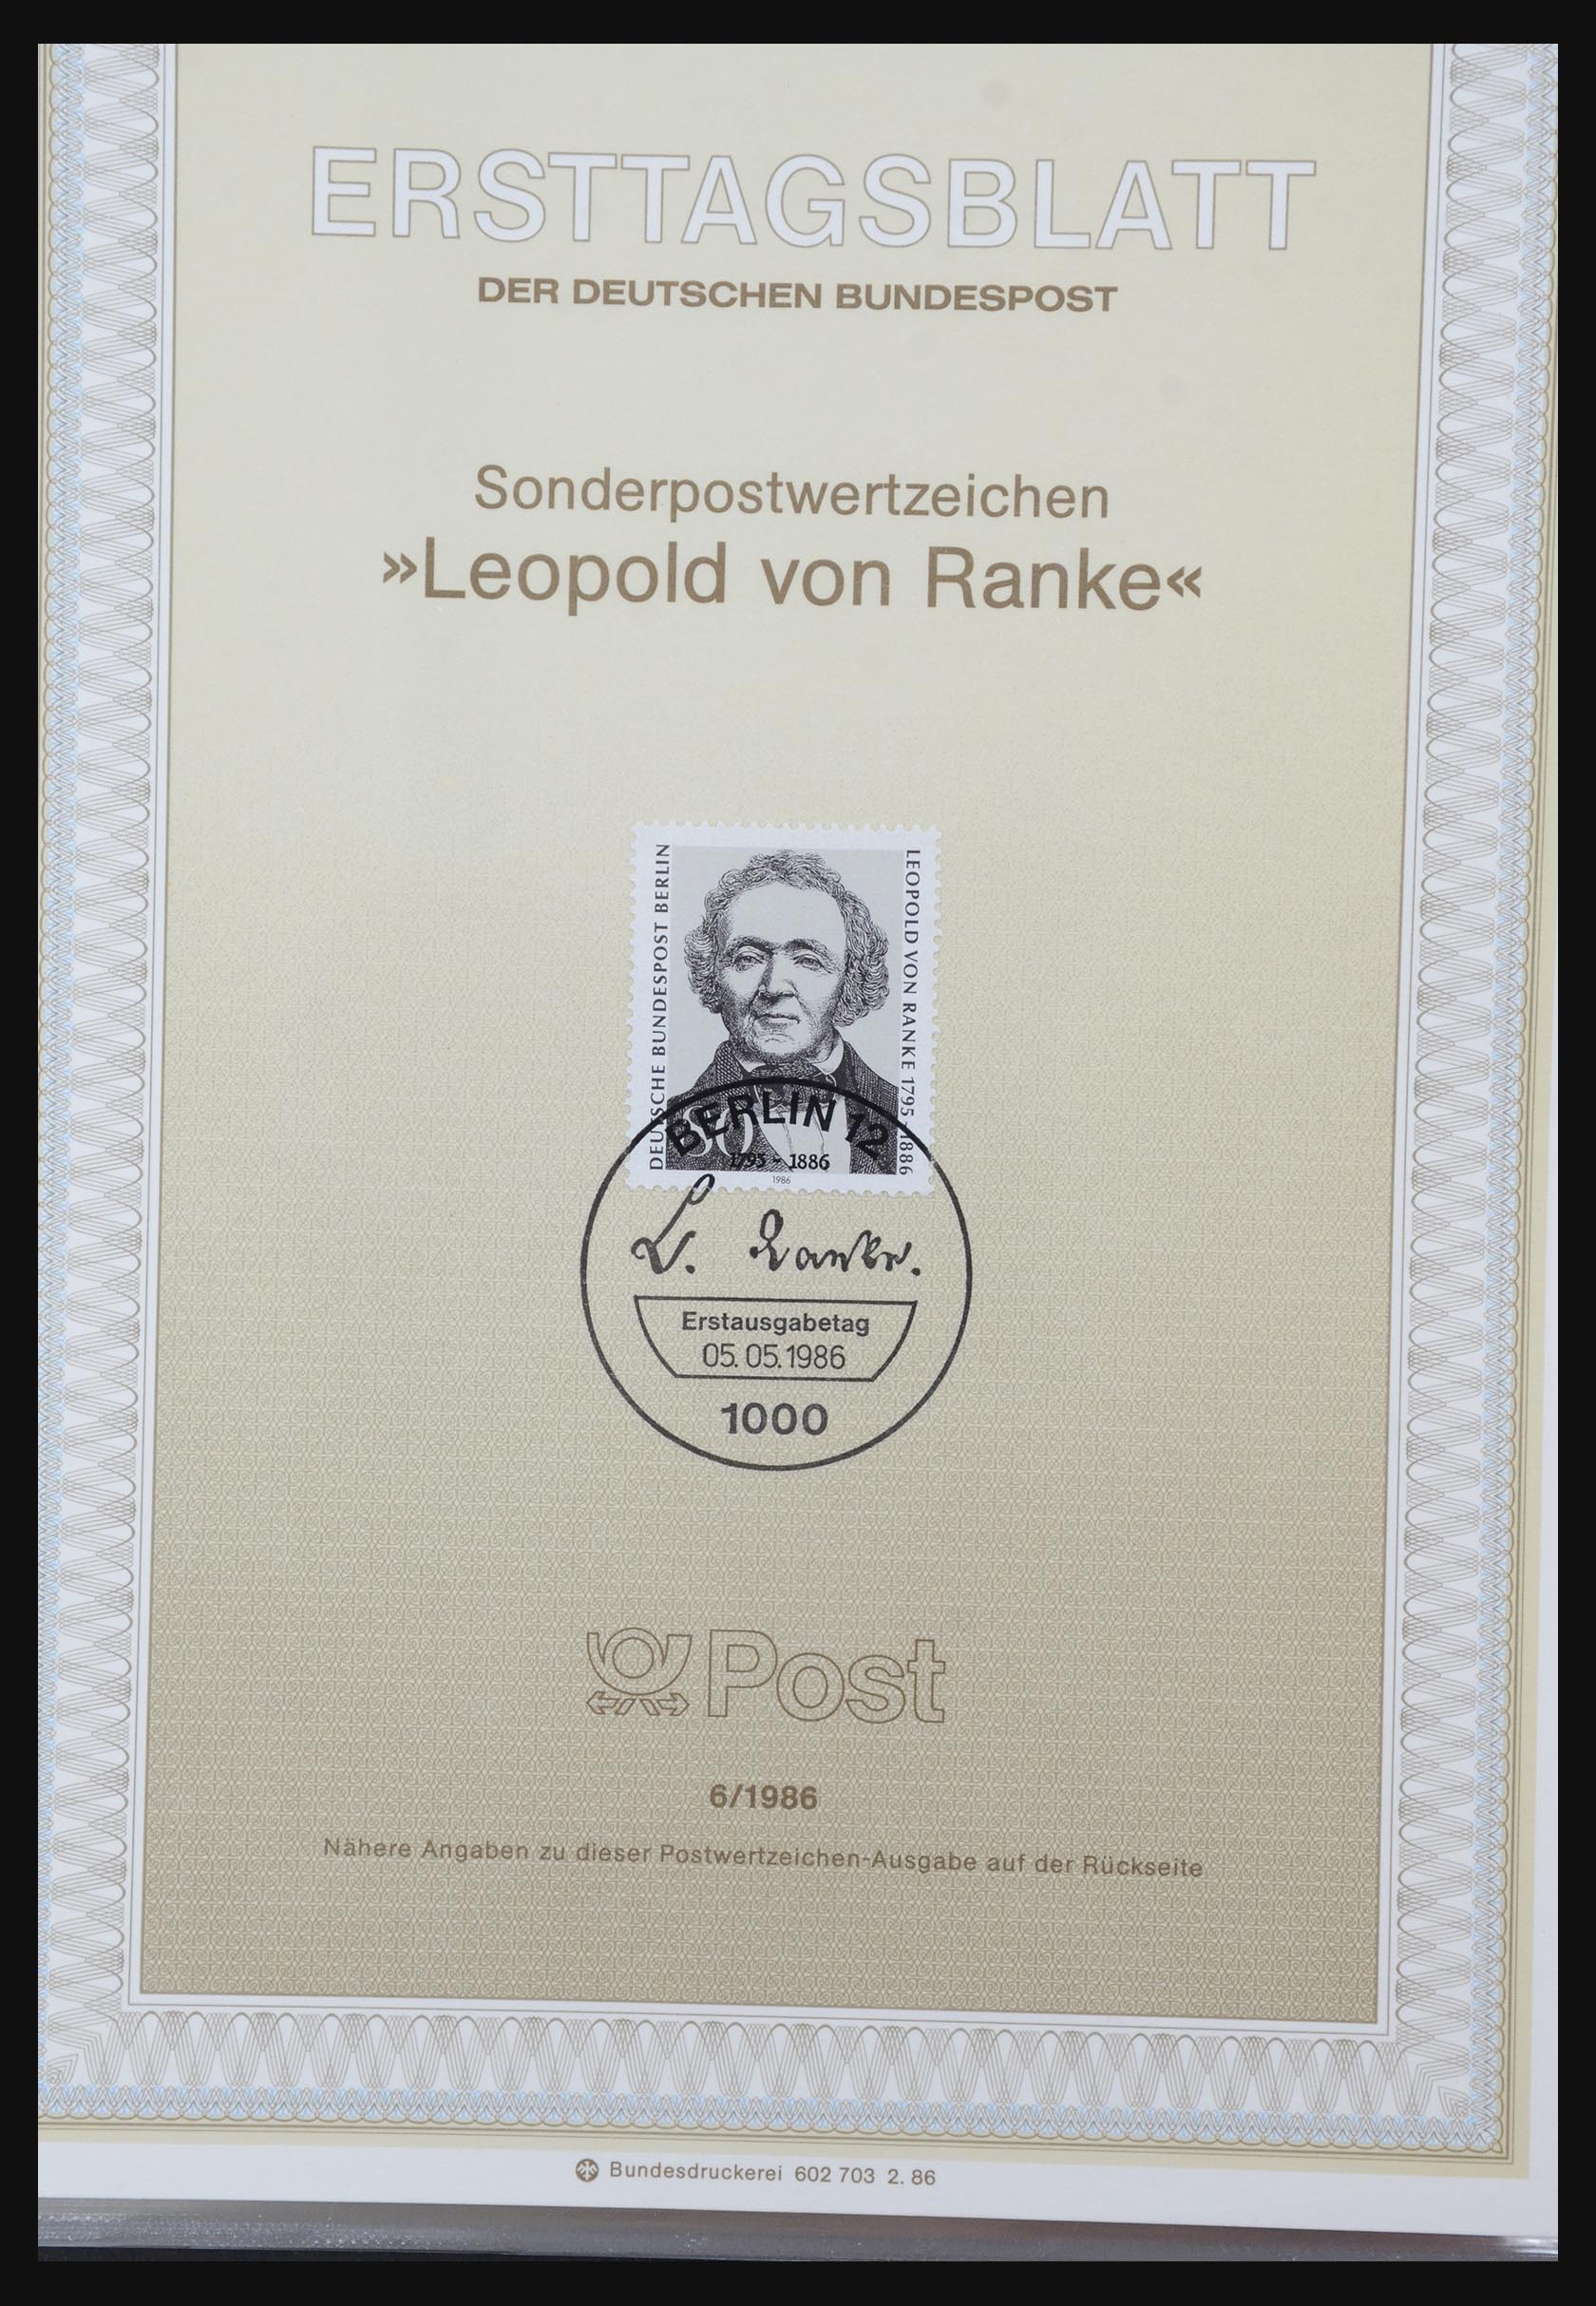 ERSTTAGSBLATT
DER DEUTSCHEN BUNDESPOST
Sonderpostwertzeichen
»Leopold von Ranke«
DEUTSCHE BUNDESPOST BERLIN
LEOPOLD VON RANKE 1795-1886
80
BERLIN 12
1795 - 1886
1986
L. Ranke.
Erstausgabetag
05.05.1986
1000
Post
6/1986
Nähere Angaben zu dieser Postwertzeichen-Ausgabe auf der Rückseite
Bundesdruckerei 602 703 2. 86